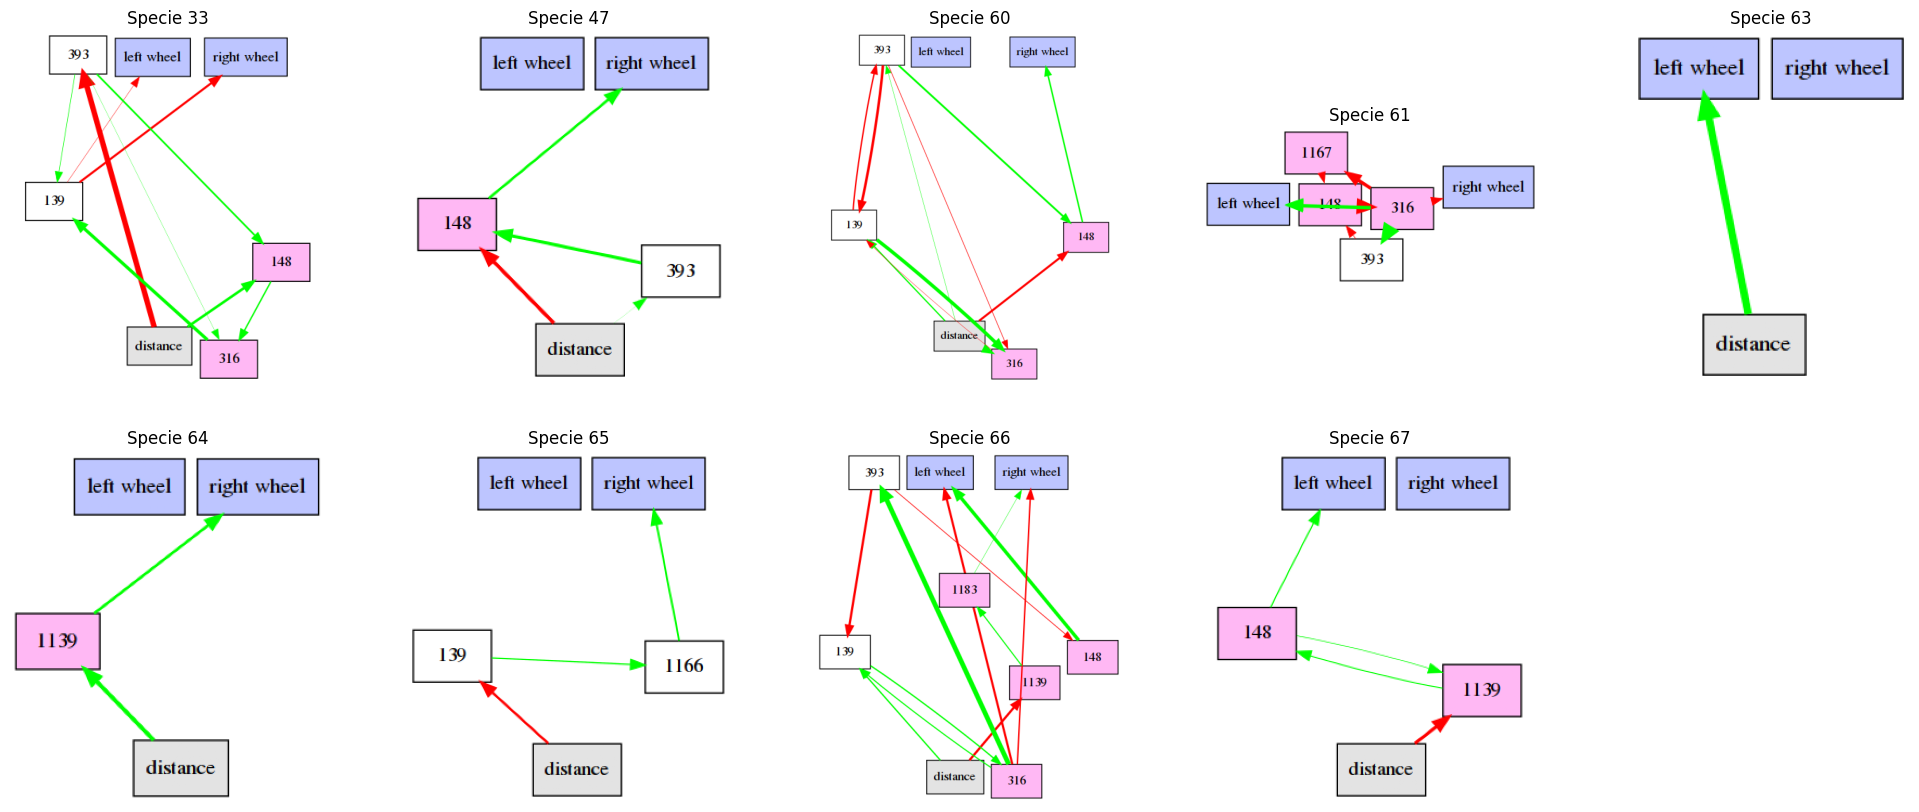 Specie 33
393
left wheel
right wheel
139
148
distance
316
Specie 47
left wheel
right wheel
148
393
distance
Specie 60
393
left wheel
right wheel
139
148
distance
316
Specie 61
1167
right wheel
left wheel
148
316
393
Specie 63
left wheel
right wheel
distance
Specie 64
left wheel
right wheel
1139
distance
Specie 65
left wheel
right wheel
139
1166
distance
Specie 66
393
left wheel
right wheel
1183
139
148
1139
distance
316
Specie 67
left wheel
right wheel
148
1139
distance